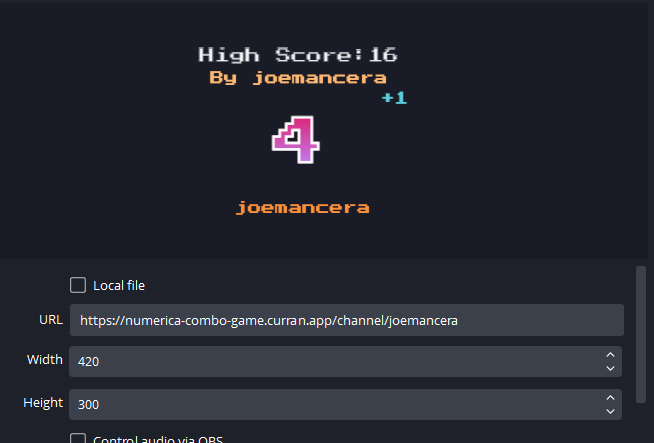 High Score:16
By joemancera
+1
4
joemancera
Local file
URL https://numerica-combo-game.curran.app/channel/joemancera
Width 420
Height 300
Control audio via OBS